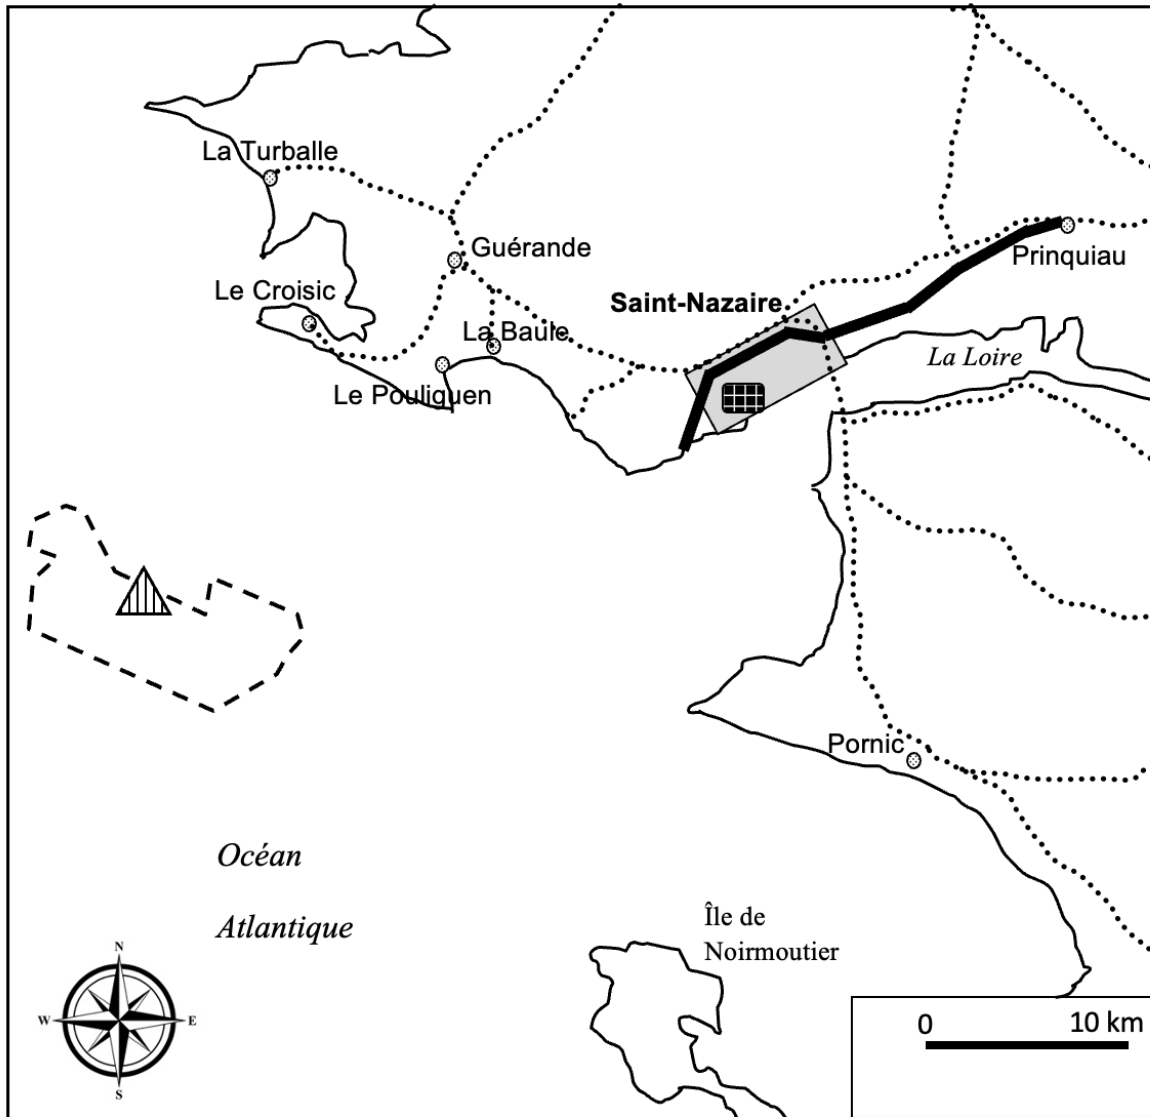 La Turballe
Guérande
Prinquiau
Le Croisic
Saint-Nazaire
La Baule
La Loire
Le Pouliguen
Pornic
Océan
Atlantique
Île de
Noirmoutier
N
W
E
S
0
10 km